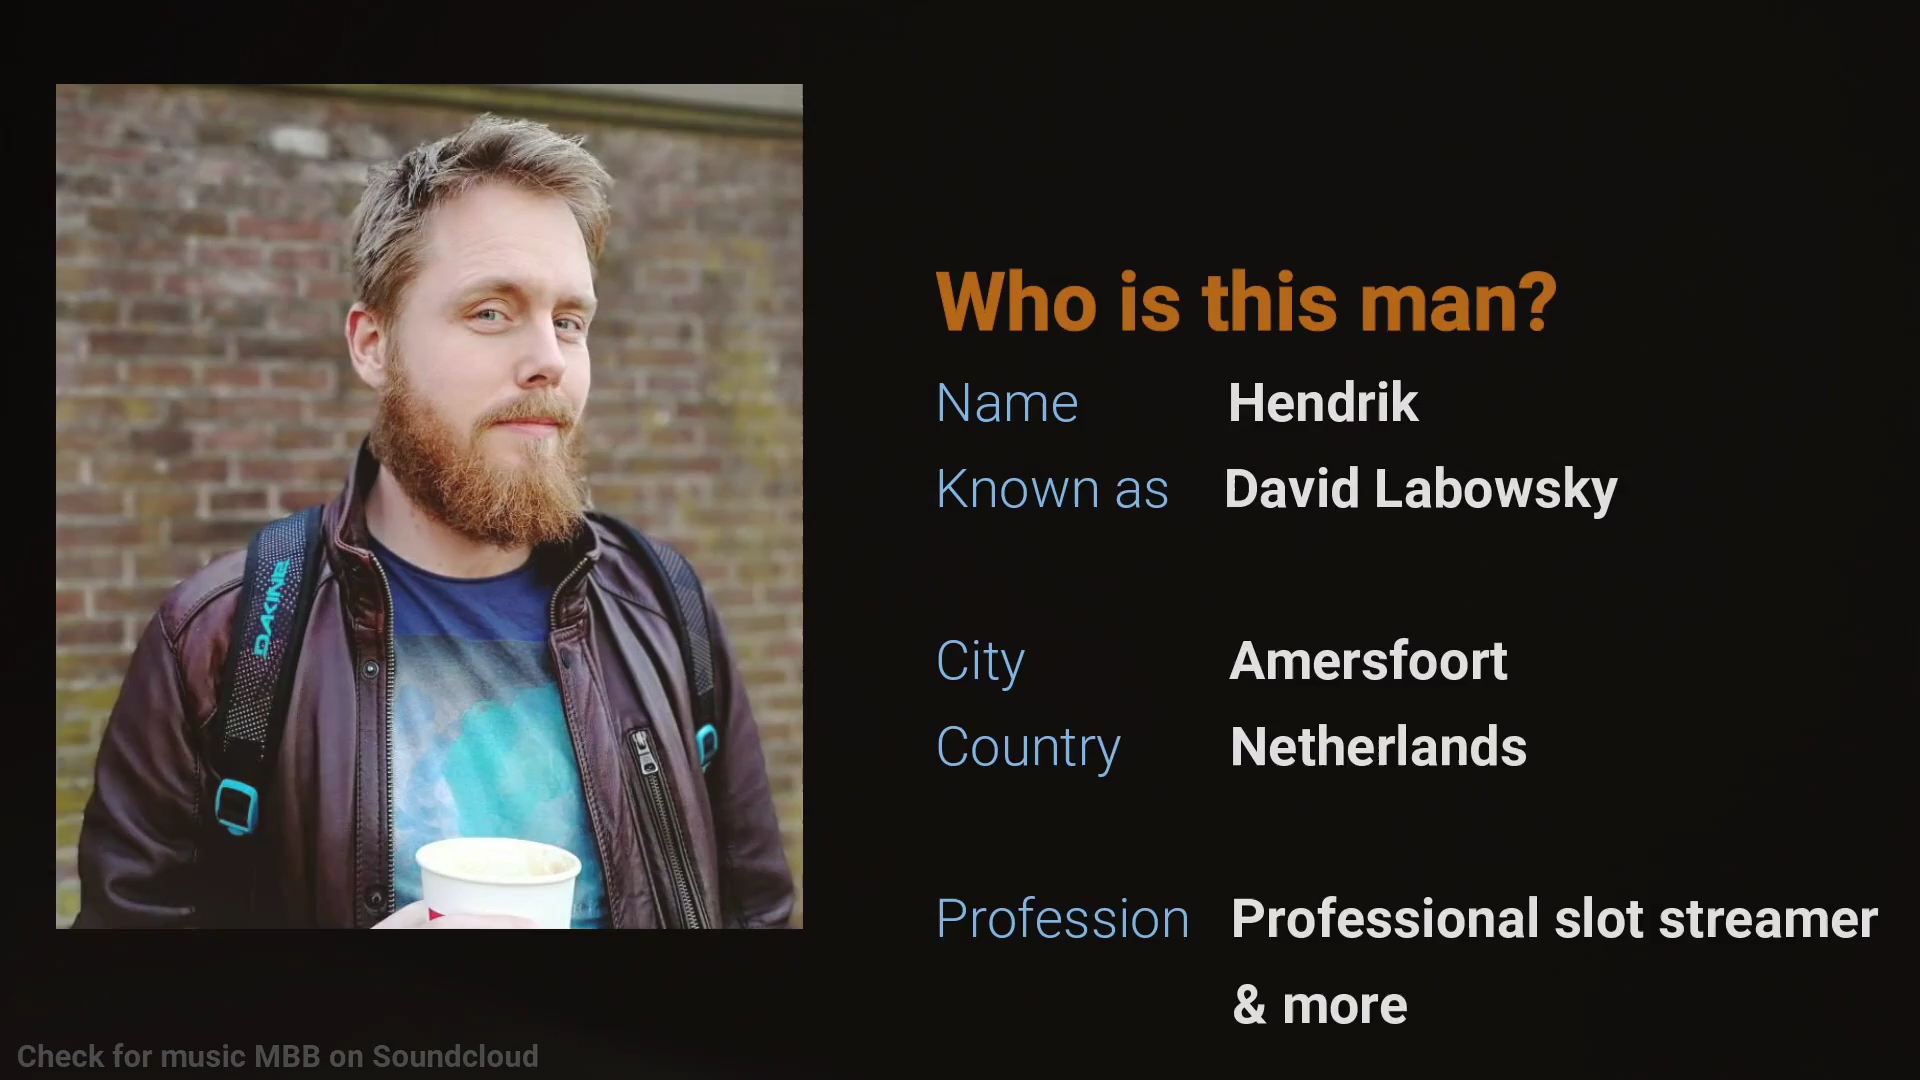 Who is this man?
Name Hendrik
Known as David Labowsky
City Amersfoort
Country Netherlands
Profession Professional slot streamer
& more
DAKINE
Check for music MBB on Soundcloud